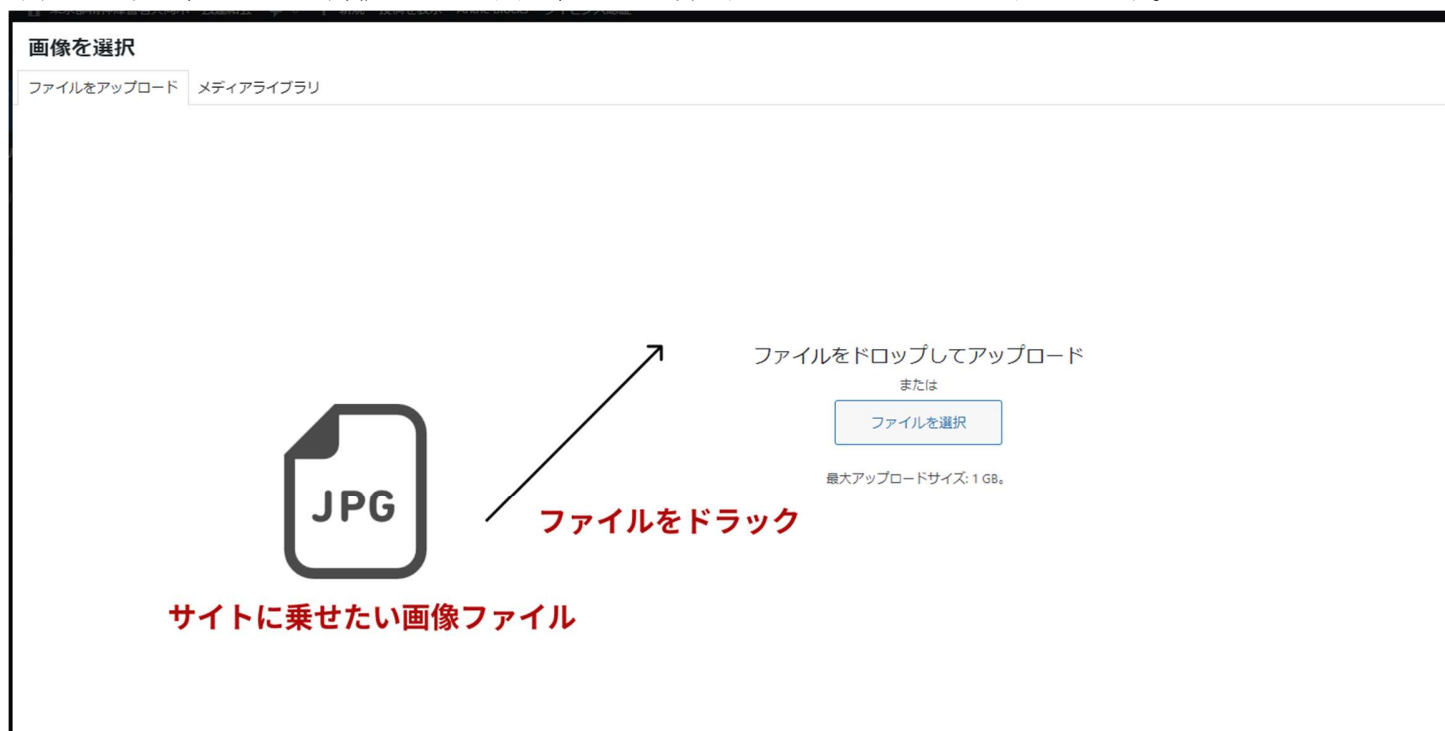 画像を選択
ファイルをアップロード メディアライブラリ
ファイルをドロップしてアップロード
または
ファイルを選択
最大アップロードサイズ: 1 GB。
JPG
ファイルをドラック
サイトに乗せたい画像ファイル